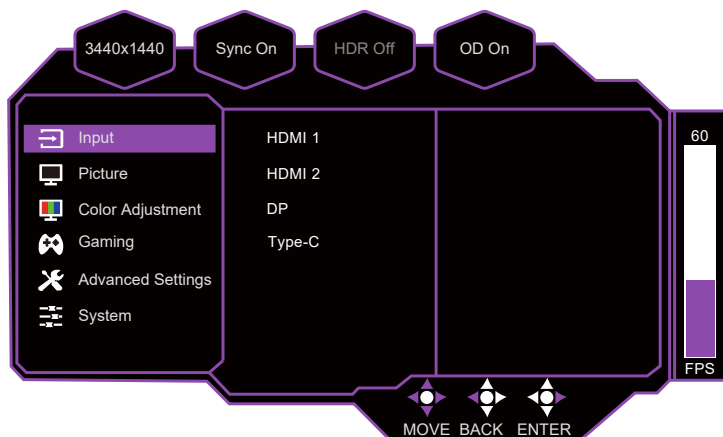 3440x1440
Sync On
HDR Off
OD On
Input
Picture
Color Adjustment
Gaming
Advanced Settings
System
HDMI 1
HDMI 2
DP
Type-C
60
FPS
MOVE BACK ENTER